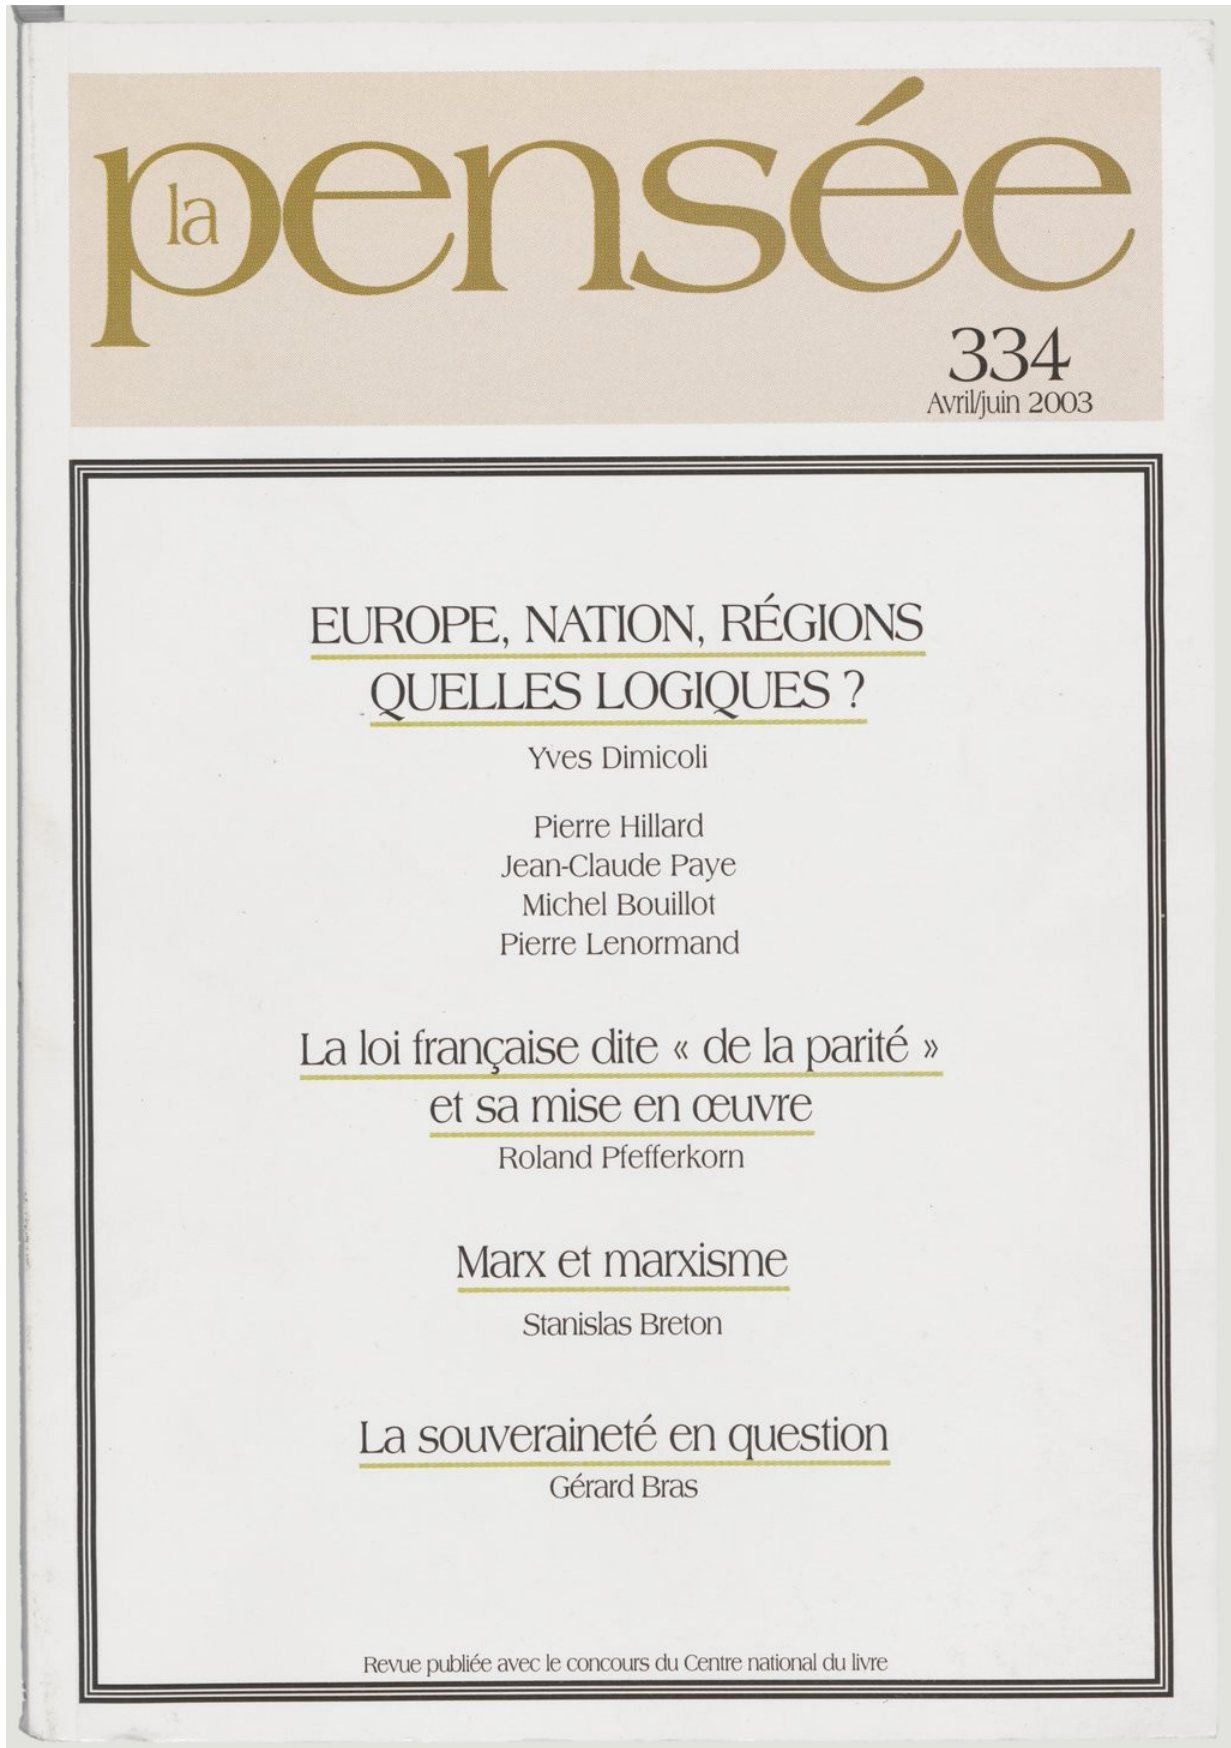 la pensée
334
Avril/juin 2003
EUROPE, NATION, RÉGIONS
QUELLES LOGIQUES ?
Yves Dimicoli
Pierre Hillard
Jean-Claude Paye
Michel Bouillot
Pierre Lenormand
La loi française dite « de la parité »
et sa mise en œuvre
Roland Pfefferkorn
Marx et marxisme
Stanislas Breton
La souveraineté en question
Gérard Bras
Revue publiée avec le concours du Centre national du livre